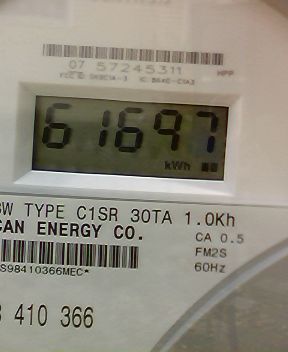 07 57245311 HPP
61697
kWh
TYPE C1SR 30TA 1.0Kh
CAN ENERGY CO.
CA 0.5
FM2S
60Hz
S98410366MEC*
410 366